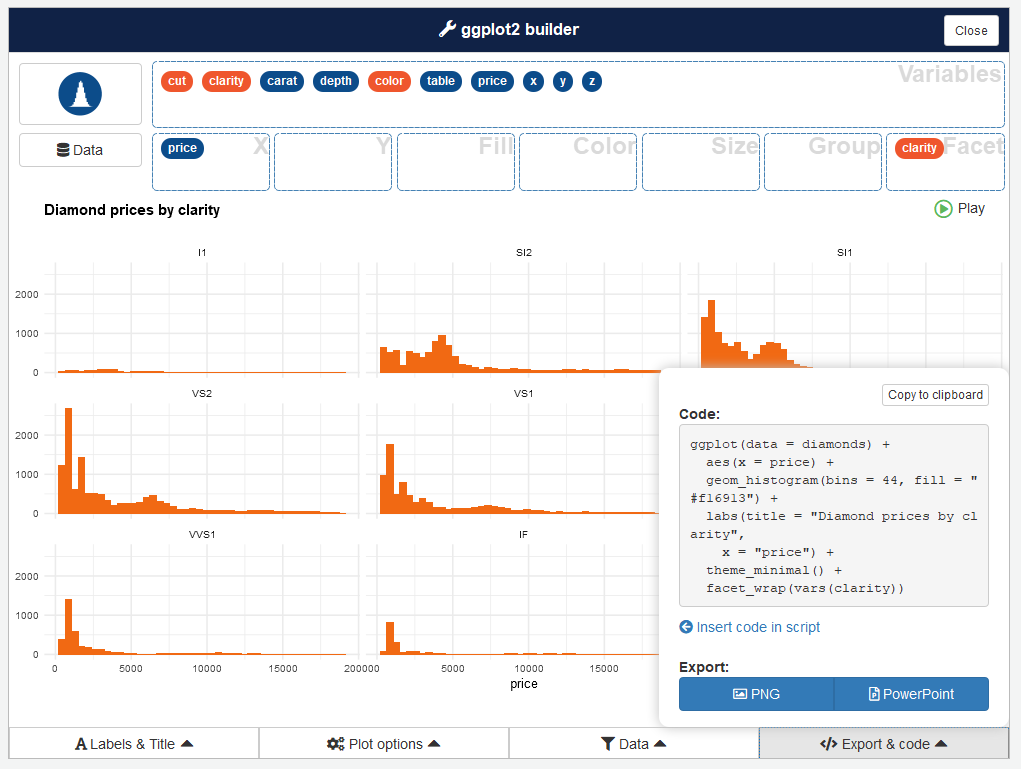 ggplot2 builder
Close
cut clarity carat depth color table price x y z
Variables
Data
price
X
Y
Fill
Color
Size
Group
clarity
Facet
Diamond prices by clarity
Play
I1
SI2
SI1
2000
1000
0
VS2
VS1
2000
1000
0
VVS1
IF
2000
1000
0
0 5000 10000 15000 200000 5000 10000 15000
price
Copy to clipboard
Code:
ggplot(data = diamonds) +
aes(x = price) +
geom_histogram(bins = 44, fill = "
#f16913") +
labs(title = "Diamond prices by cl
arity",
x = "price") +
theme_minimal() +
facet_wrap(vars(clarity))
Insert code in script
Export:
PNG
PowerPoint
Labels & Title
Plot options
Data
Export & code